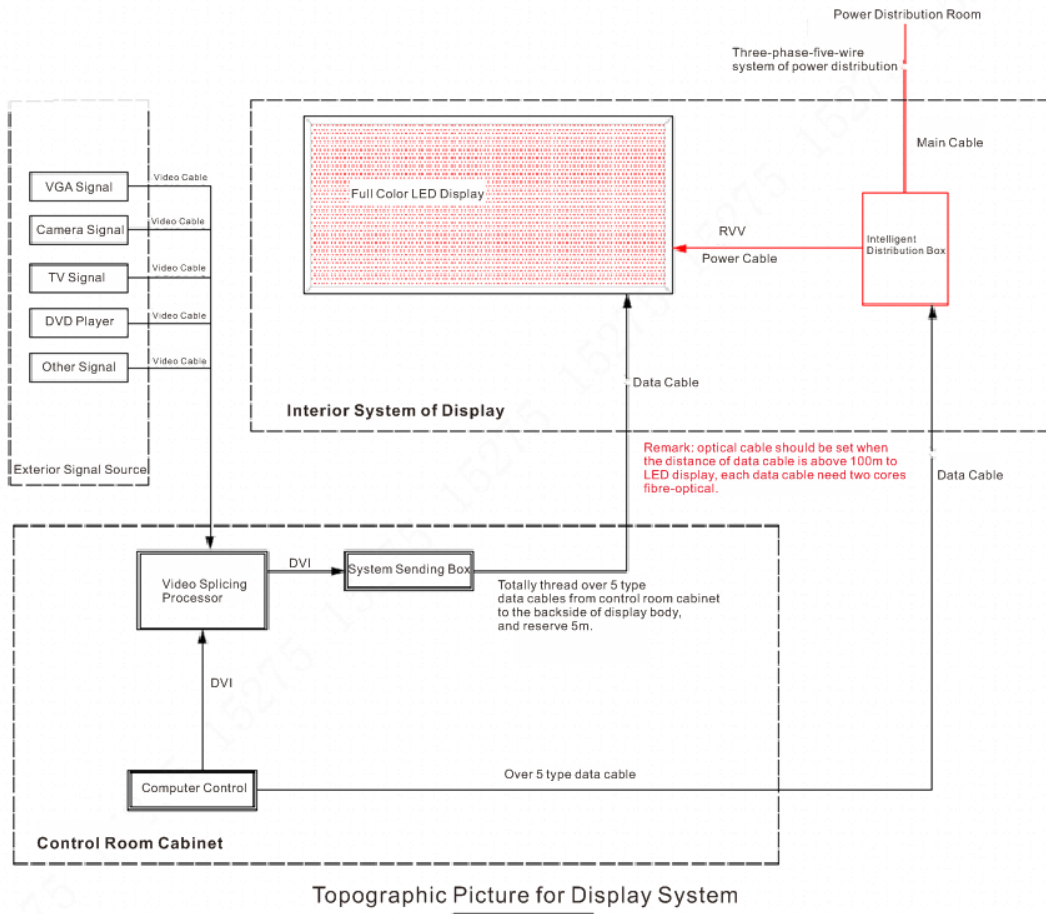 Power Distribution Room
Three-phase-five-wire
system of power distribution
Main Cable
VGA Signal
Video Cable
Camera Signal
Video Cable
TV Signal
Video Cable
DVD Player
Video Cable
Other Signal
Video Cable
Exterior Signal Source
Full Color LED Display
RVV
Power Cable
Intelligent
Distribution Box
Data Cable
Interior System of Display
Remark: optical cable should be set when
the distance of data cable is above 100m to
LED display, each data cable need two cores
fibre-optical.
Data Cable
Video Splicing
Processor
DVI
System Sending Box
Totally thread over 5 type
data cables from control room cabinet
to the backside of display body,
and reserve 5m.
DVI
Computer Control
Over 5 type data cable
Control Room Cabinet
Topographic Picture for Display System
15275 15275 15275 15275 15275